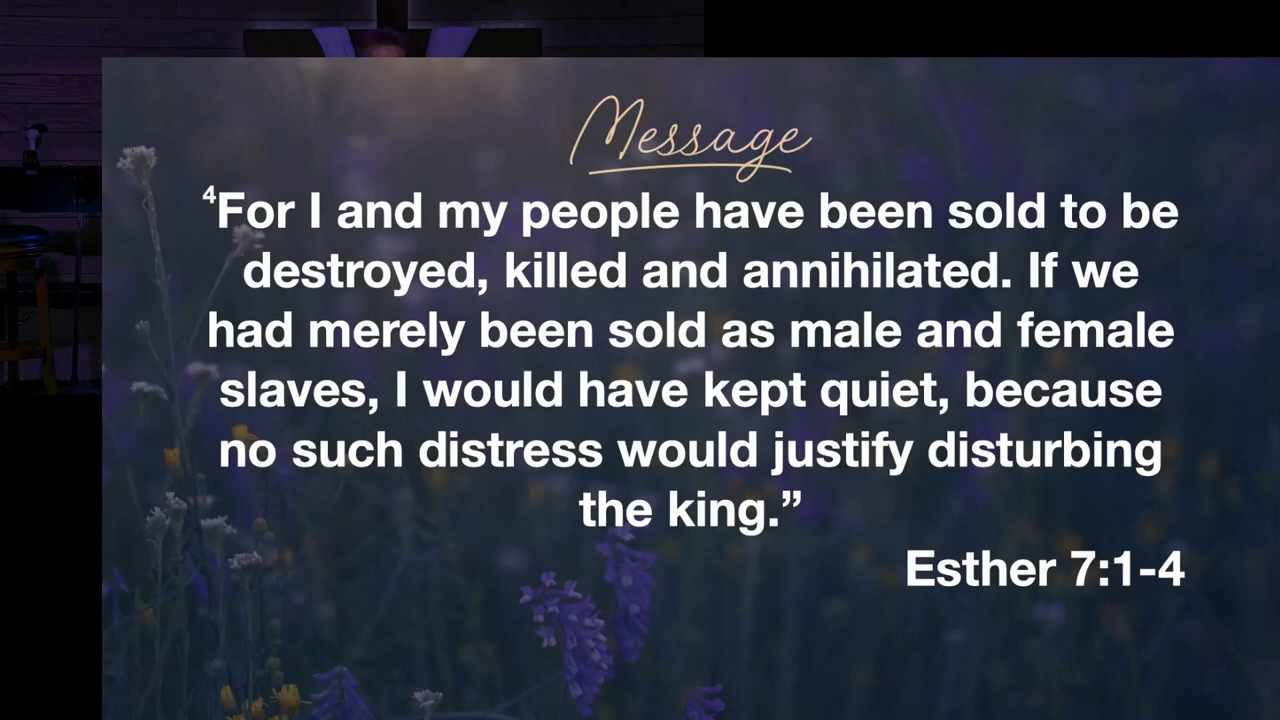 Message
⁴For I and my people have been sold to be
destroyed, killed and annihilated. If we
had merely been sold as male and female
slaves, I would have kept quiet, because
no such distress would justify disturbing
the king.”
Esther 7:1-4